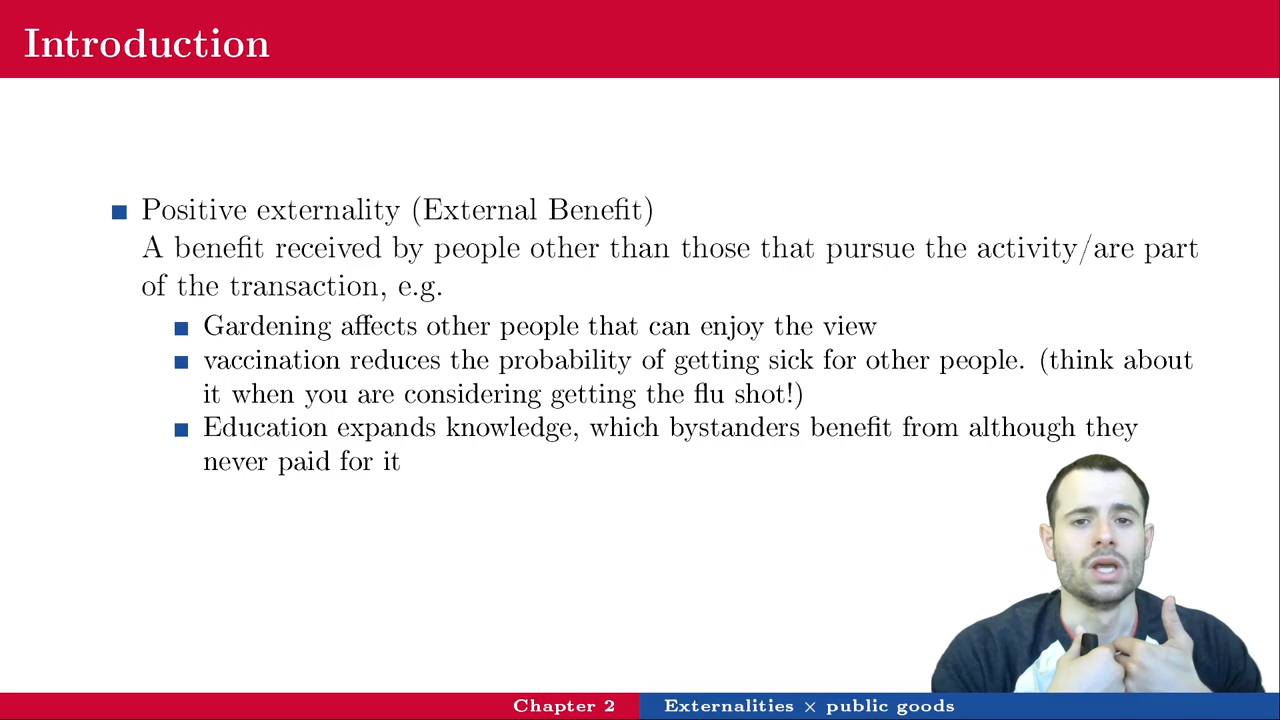 Introduction
Positive externality (External Benefit)
A benefit received by people other than those that pursue the activity/are part
of the transaction, e.g.
Gardening affects other people that can enjoy the view
vaccination reduces the probability of getting sick for other people. (think about
it when you are considering getting the flu shot!)
Education expands knowledge, which bystanders benefit from although they
never paid for it
Chapter 2
Externalities × public goods